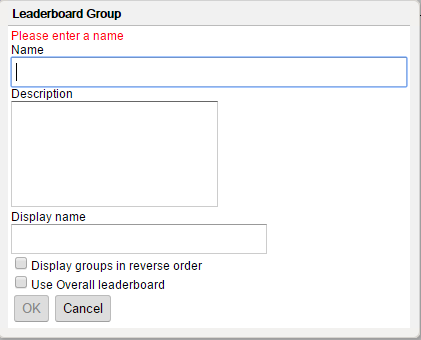 Leaderboard Group
Please enter a name
Name
Description
Display name
Display groups in reverse order
Use Overall leaderboard
OK Cancel